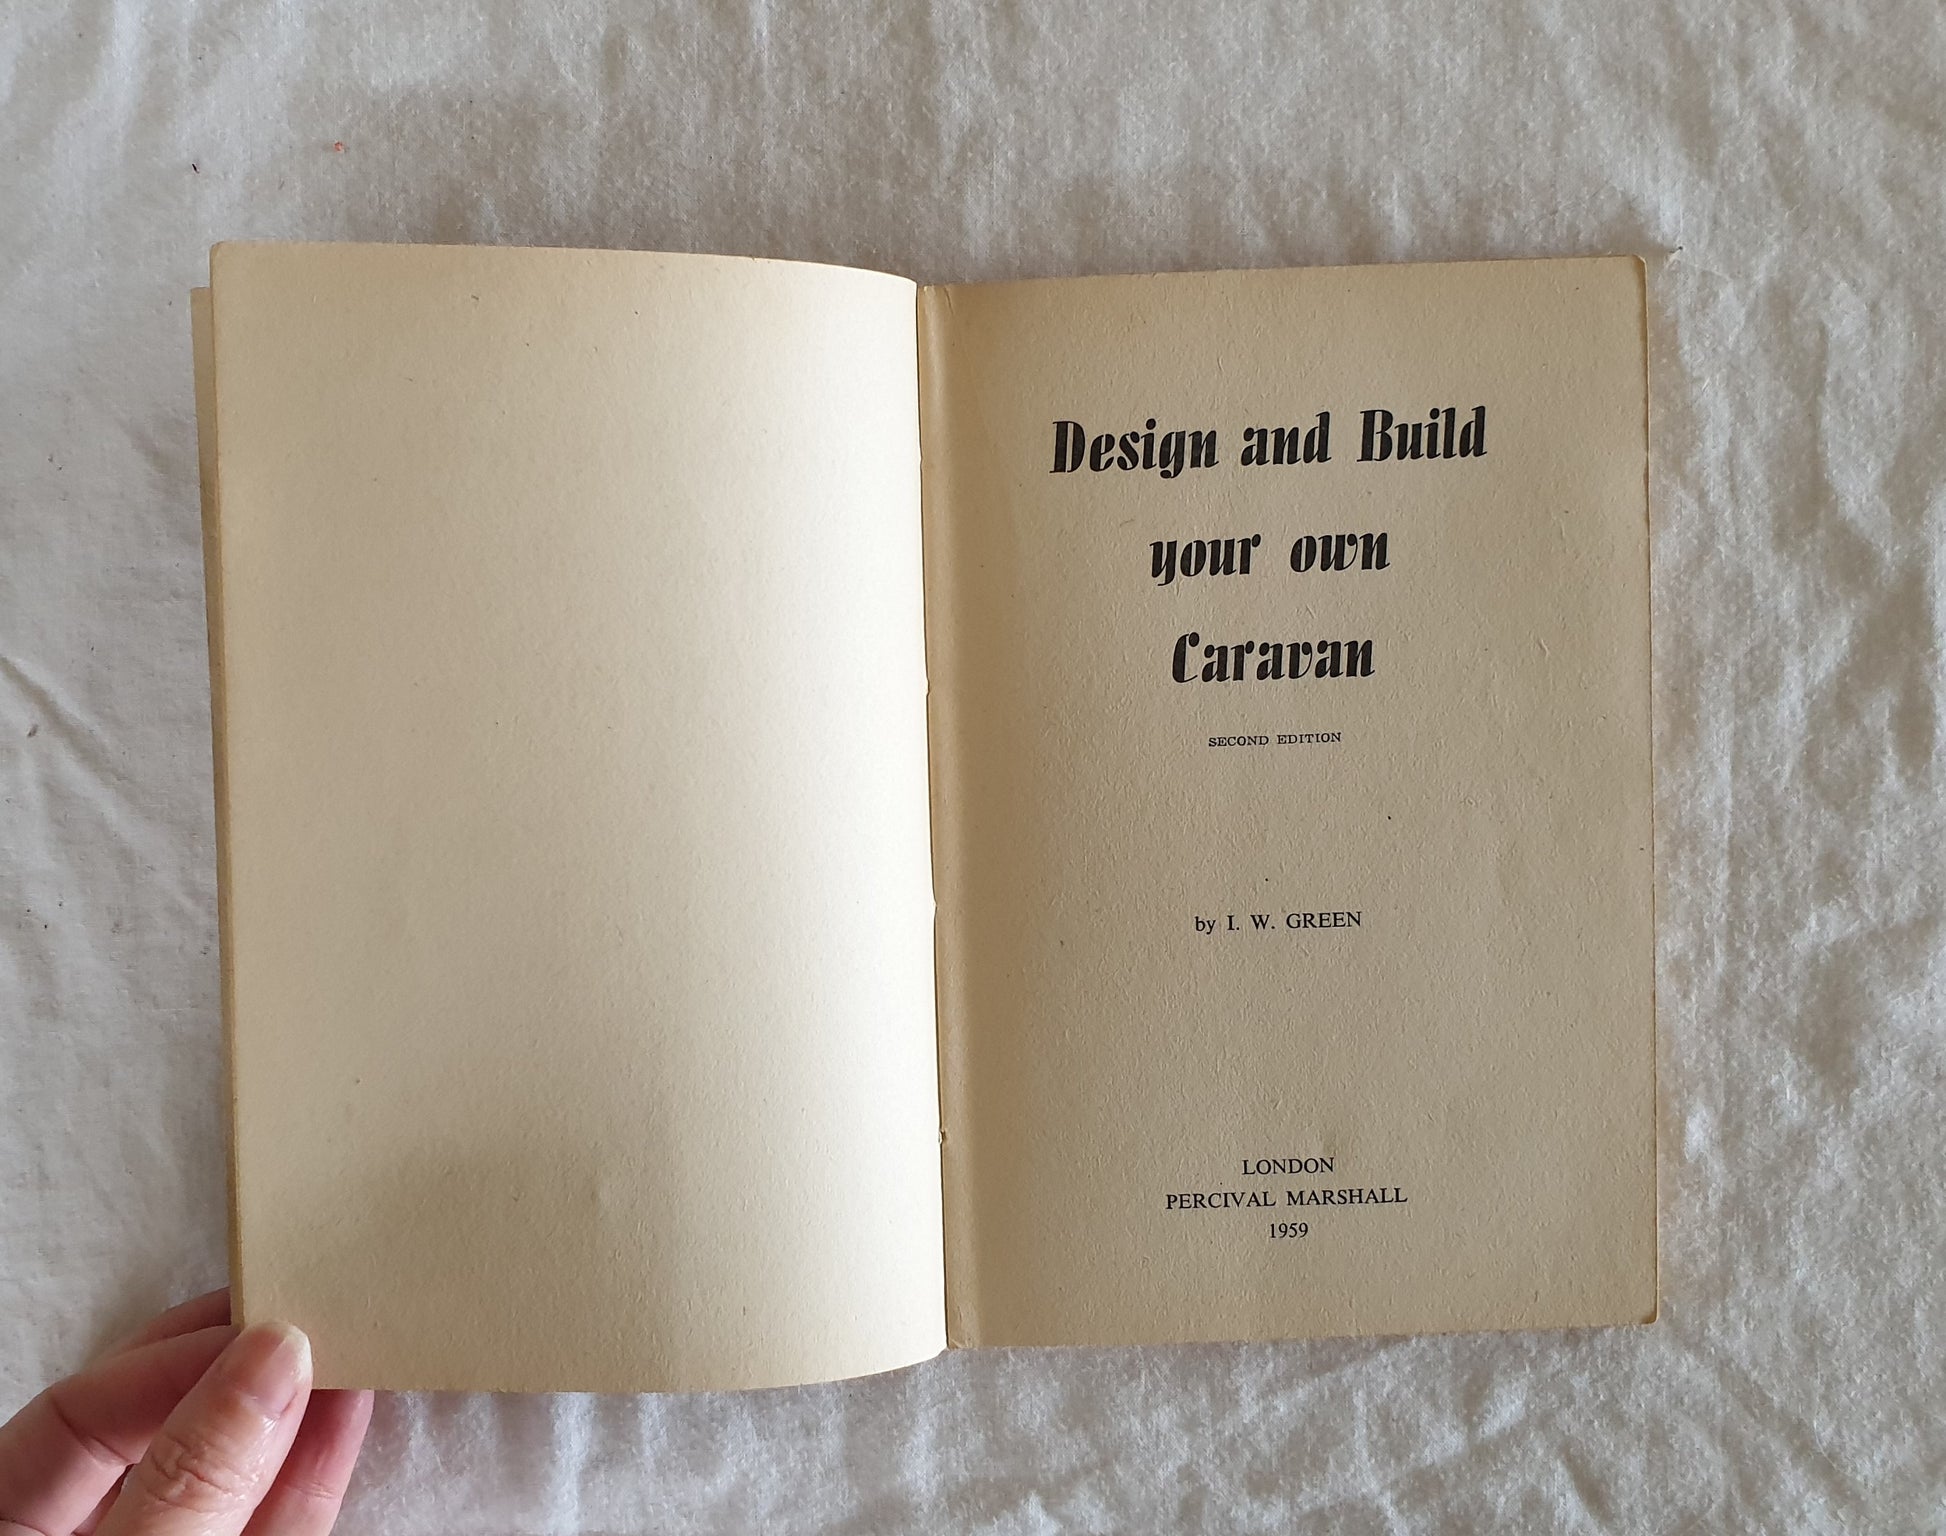 Design and Build
your own
Caravan
SECOND EDITION
by I. W. GREEN
LONDON
PERCIVAL MARSHALL
1959